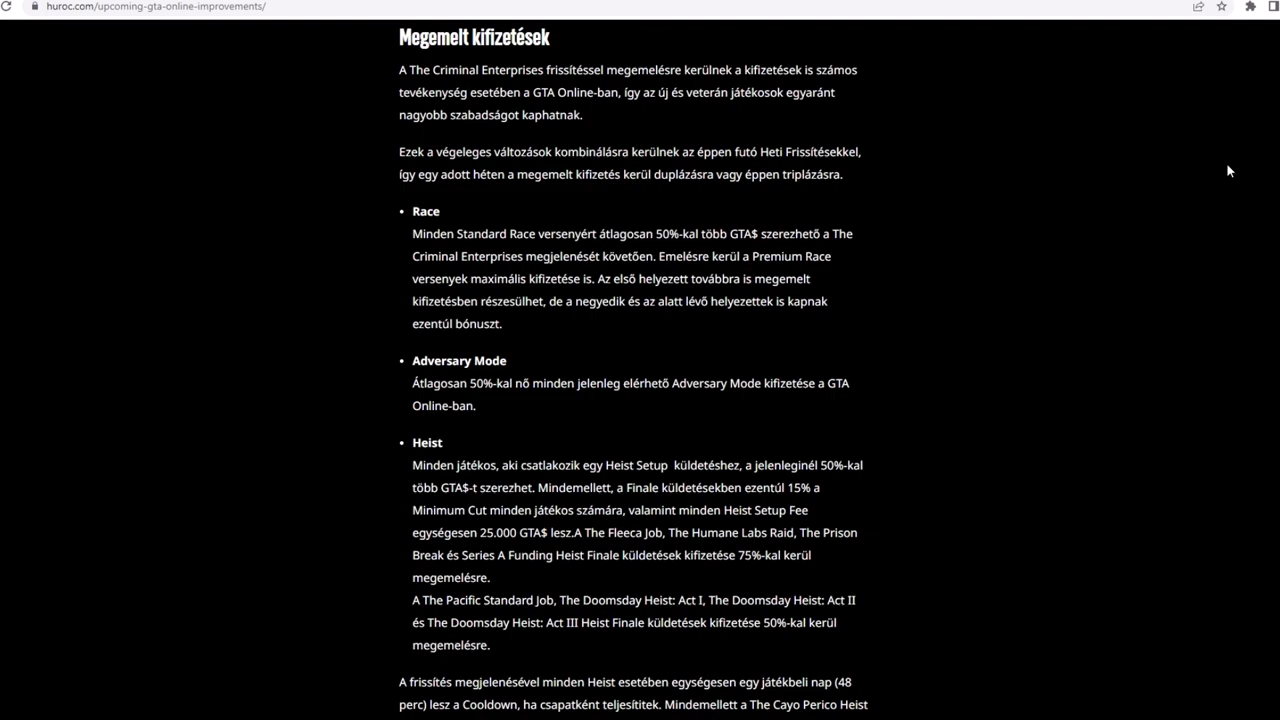 huroc.com/upcoming-gta-online-improvements/
Megemelt kifizetések
A The Criminal Enterprises frissítéssel megemelésre kerülnek a kifizetések is számos
tevékenység esetében a GTA Online-ban, így az új és veterán játékosok egyaránt
nagyobb szabadságot kaphatnak.
Ezek a végeleges változások kombinálásra kerülnek az éppen futó Heti Frissítésekkel,
így egy adott héten a megemelt kifizetés kerül duplázásra vagy éppen triplázásra.
• Race
Minden Standard Race versenyért átlagosan 50%-kal több GTA$ szerezhető a The
Criminal Enterprises megjelenését követően. Emelésre kerül a Premium Race
versenyek maximális kifizetése is. Az első helyezett továbbra is megemelt
kifizetésben részesülhet, de a negyedik és az alatt lévő helyezettek is kapnak
ezentúl bónuszt.
• Adversary Mode
Átlagosan 50%-kal nő minden jelenleg elérhető Adversary Mode kifizetése a GTA
Online-ban.
• Heist
Minden játékos, aki csatlakozik egy Heist Setup  küldetéshez, a jelenleginél 50%-kal
több GTA$-t szerezhet. Mindemellett, a Finale küldetésekben ezentúl 15% a
Minimum Cut minden játékos számára, valamint minden Heist Setup Fee
egységesen 25.000 GTA$ lesz.A The Fleeca Job, The Humane Labs Raid, The Prison
Break és Series A Funding Heist Finale küldetések kifizetése 75%-kal kerül
megemelésre.
A The Pacific Standard Job, The Doomsday Heist: Act I, The Doomsday Heist: Act II
és The Doomsday Heist: Act III Heist Finale küldetések kifizetése 50%-kal kerül
megemelésre.
A frissítés megjelenésével minden Heist esetében egységesen egy játékbeli nap (48
perc) lesz a Cooldown, ha csapatként teljesítitek. Mindemellett a The Cayo Perico Heist